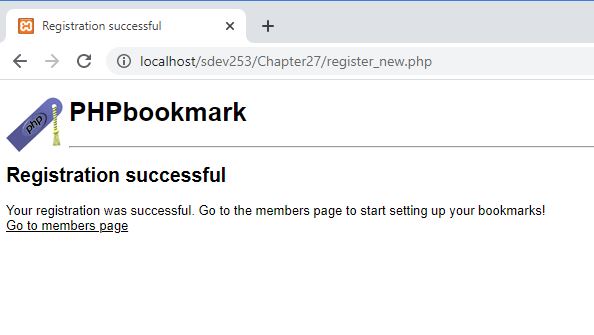 Registration successful
localhost/sdev253/Chapter27/register_new.php
php
PHPbookmark
Registration successful
Your registration was successful. Go to the members page to start setting up your bookmarks!
Go to members page